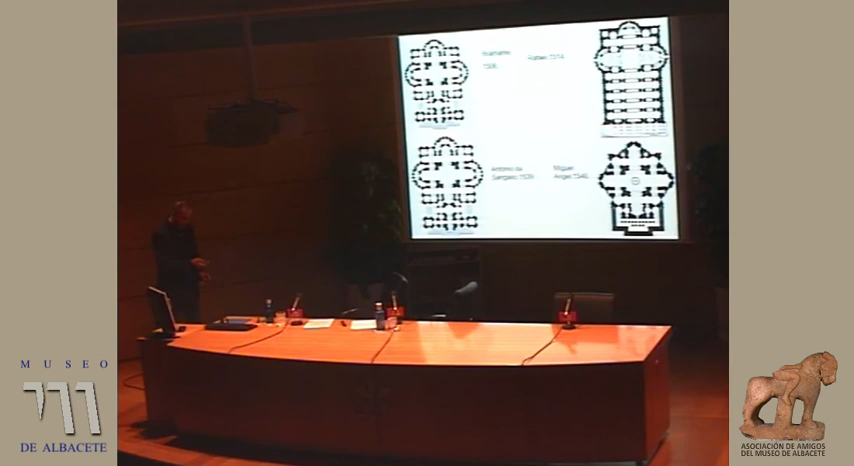 Bramante
1506
Rafael 1514
Antonio da
Sangallo 1539
Miguel
Angel 1546
MUSEO
DE ALBACETE
ASOCIACIÓN DE AMIGOS
DEL MUSEO DE ALBACETE